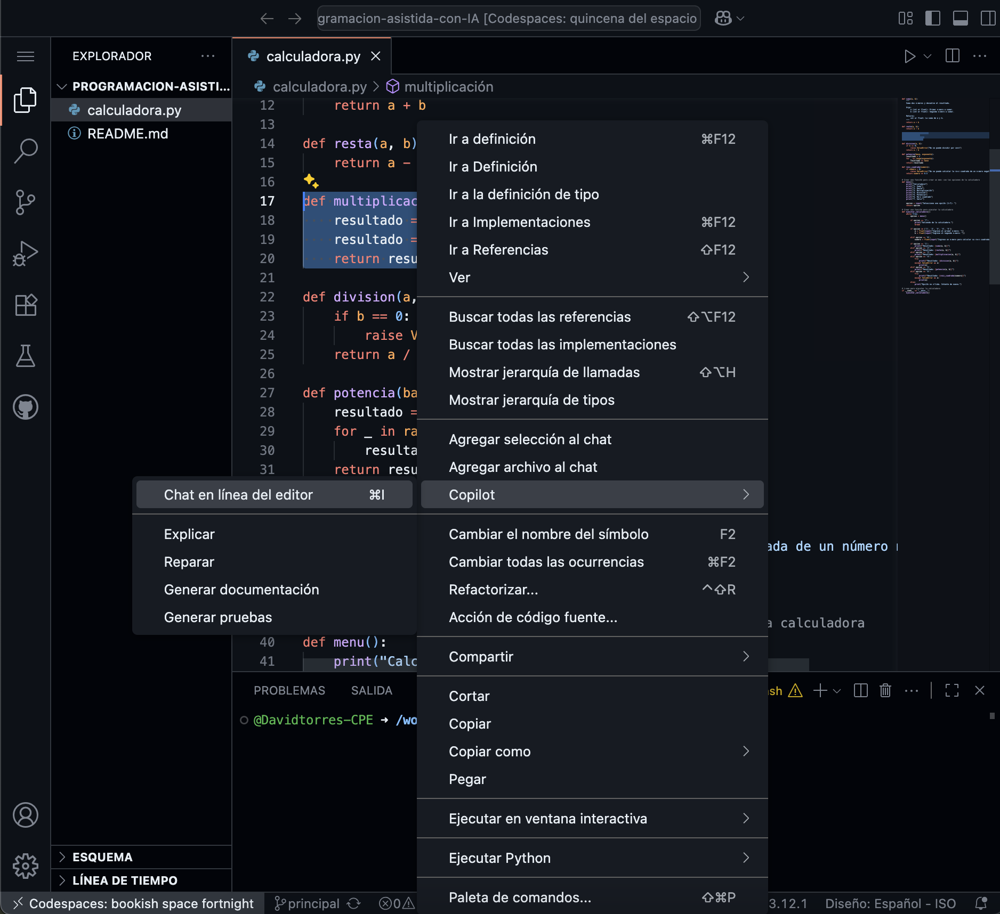 gramacion-asistida-con-IA [Codespaces: quincena del espacio
EXPLORADOR
PROGRAMACION-ASISTI...
calculadora.py
README.md
ESQUEMA
LÍNEA DE TIEMPO
calculadora.py
calculadora.py > multiplicación
12 return a + b
13
14 def resta(a, b)
15 return a -
16
17 def multiplicac
18 resultado =
19 resultado =
20 return resu
21
22 def division(a,
23 if b == 0:
24 raise V
25 return a /
26
27 def potencia(ba
28 resultado =
29 for _ in ra
30 resulta
31 return resu
ada de un número
a calculadora
40 def menu():
41 print("Calc
Ir a definición ⌘F12
Ir a Definición
Ir a la definición de tipo
Ir a Implementaciones ⌘F12
Ir a Referencias ⇧F12
Ver
Buscar todas las referencias ⇧⌥F12
Buscar todas las implementaciones
Mostrar jerarquía de llamadas ⇧⌥H
Mostrar jerarquía de tipos
Agregar selección al chat
Agregar archivo al chat
Copilot
Cambiar el nombre del símbolo F2
Cambiar todas las ocurrencias ⌘F2
Refactorizar... ^⇧R
Acción de código fuente...
Compartir
Cortar
Copiar
Copiar como
Pegar
Ejecutar en ventana interactiva
Ejecutar Python
Paleta de comandos... ⇧⌘P
Chat en línea del editor ⌘I
Explicar
Reparar
Generar documentación
Generar pruebas
PROBLEMAS SALIDA
sh
@Davidtorres-CPE ➜ /wo
Codespaces: bookish space fortnight principal 0 3.12.1 Diseño: Español - ISO